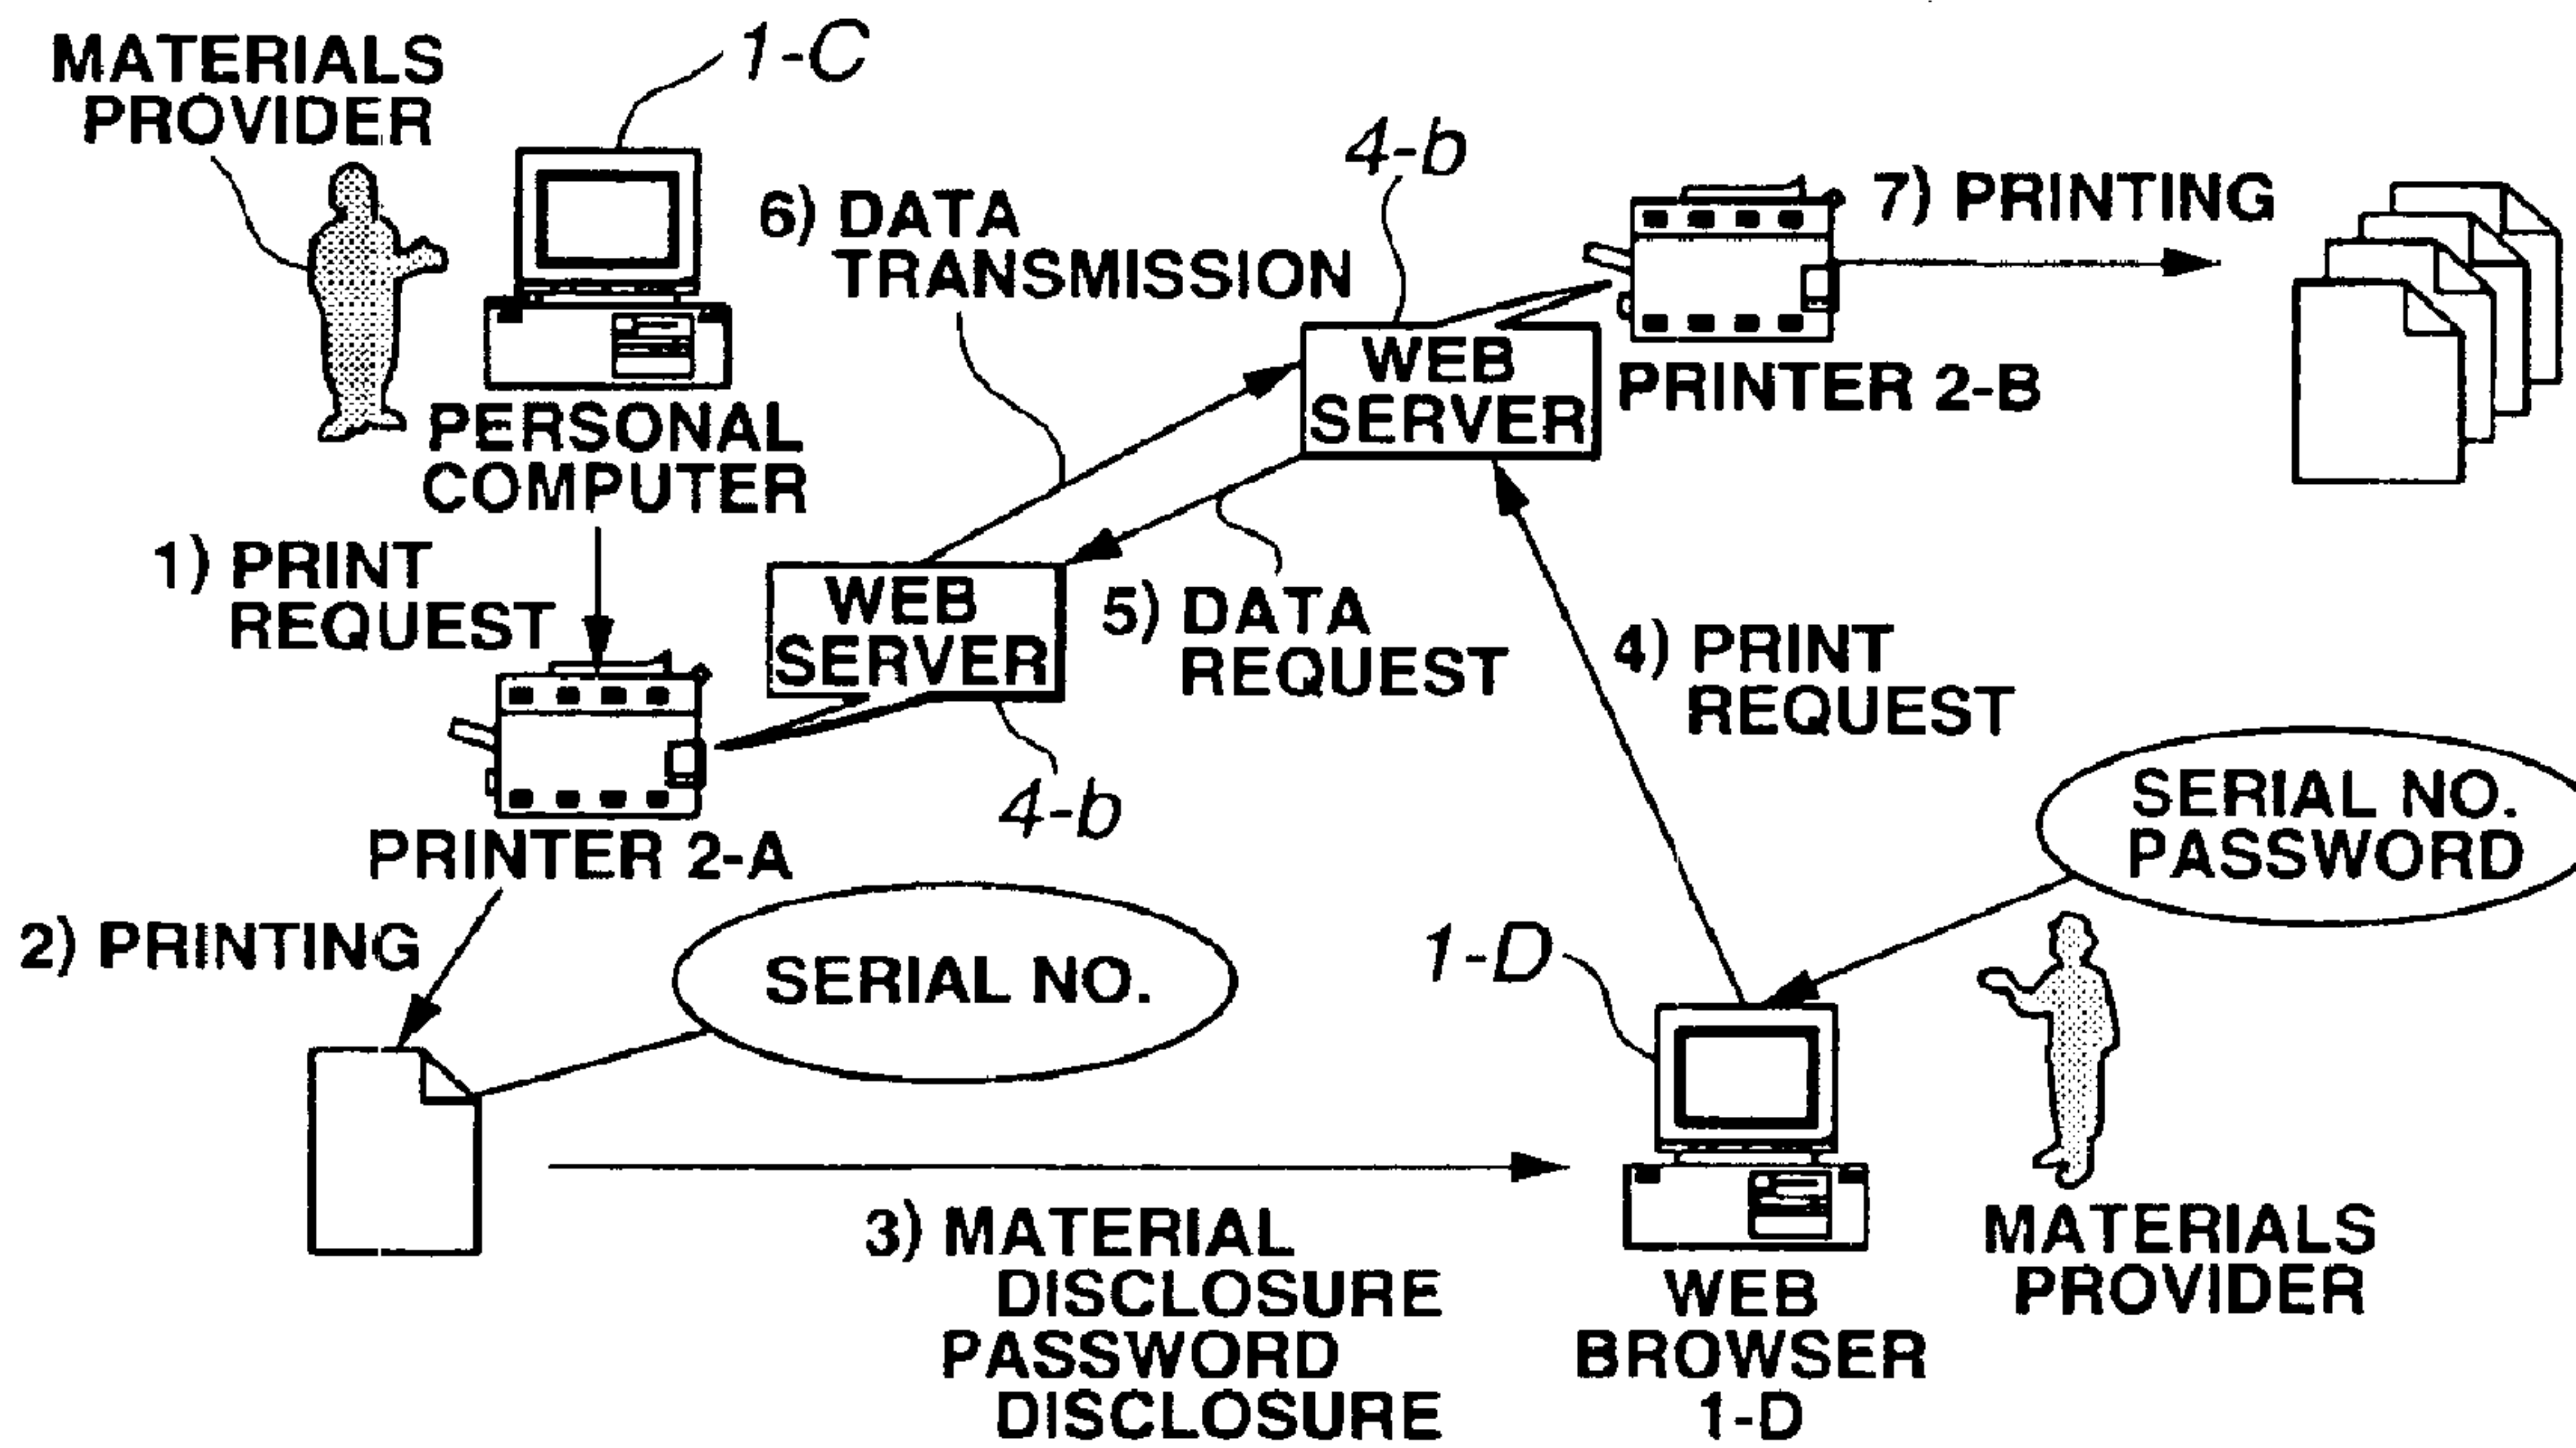 MATERIALS
PROVIDER
1-C
PERSONAL
COMPUTER
1) PRINT
REQUEST
6) DATA
TRANSMISSION
4-b
WEB
SERVER
PRINTER 2-B
7) PRINTING
WEB
SERVER
4-b
5) DATA
REQUEST
4) PRINT
REQUEST
PRINTER 2-A
2) PRINTING
SERIAL NO.
SERIAL NO.
PASSWORD
1-D
3) MATERIAL
DISCLOSURE
PASSWORD
DISCLOSURE
WEB
BROWSER
1-D
MATERIALS
PROVIDER